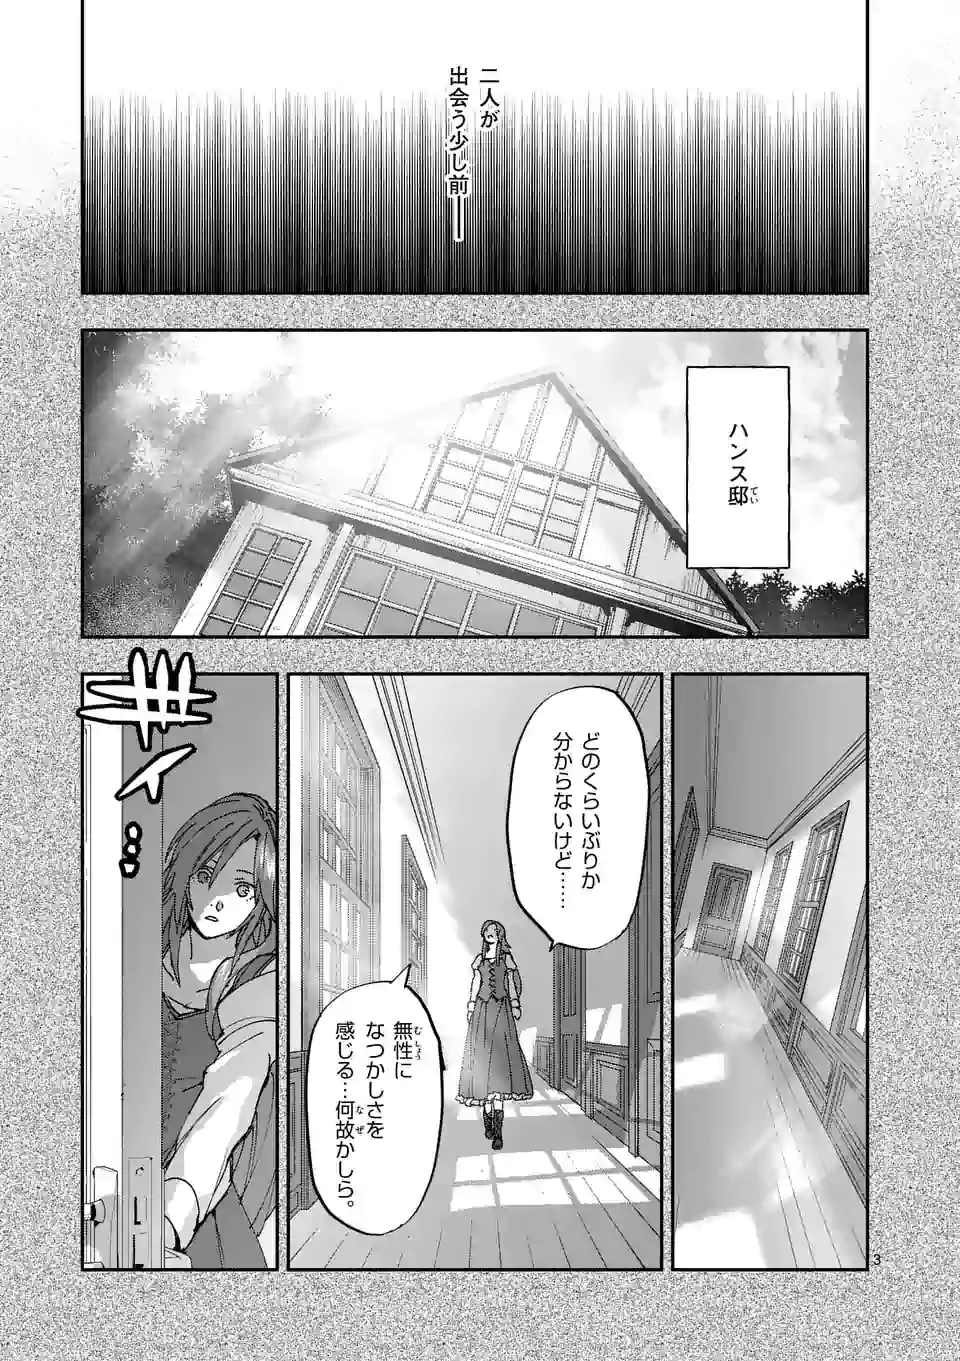 二人が
出会う少し前――
ハンス邸
どのくらいぶりか
分からないけど……
無性に
なつかしさを
感じる…何故かしら。
キィ…
3